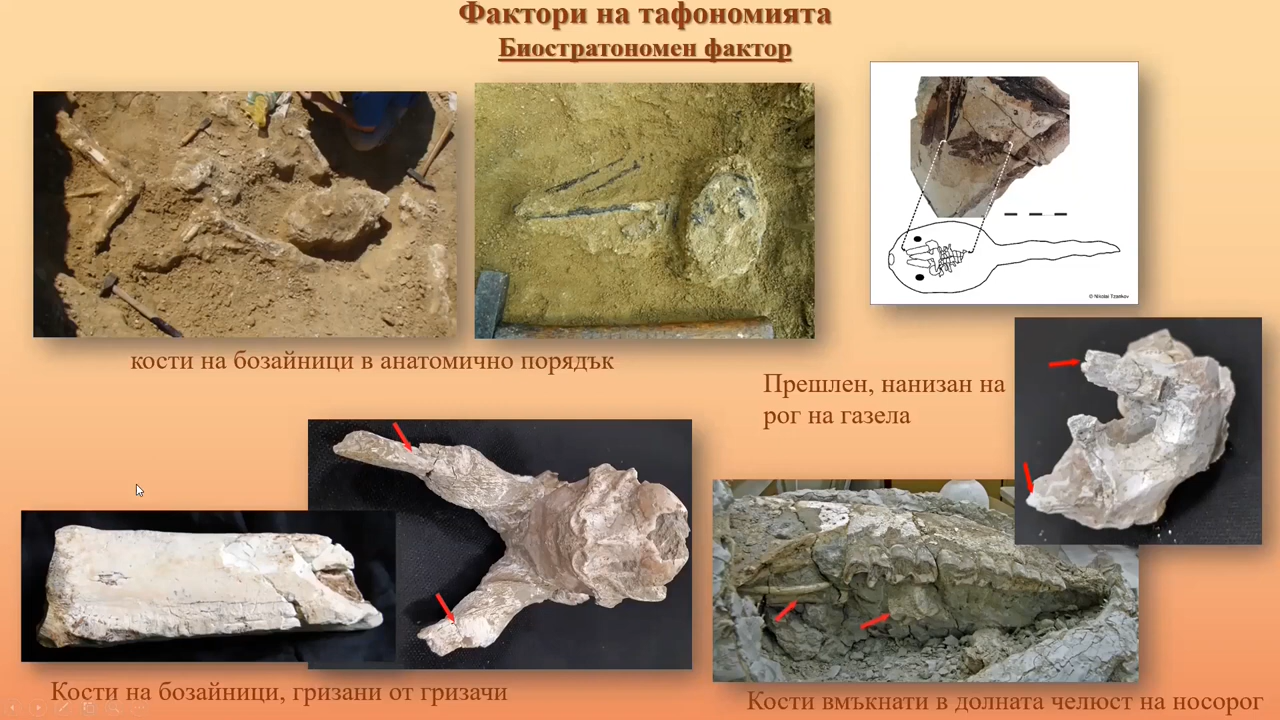 Фактори на тафономията
Биостратономен фактор
© Nikolai Tzankov
кости на бозайници в анатомично порядък
Прешлен, нанизан на
рог на газела
Кости на бозайници, гризани от гризачи
Кости вмъкнати в долната челюст на носорог